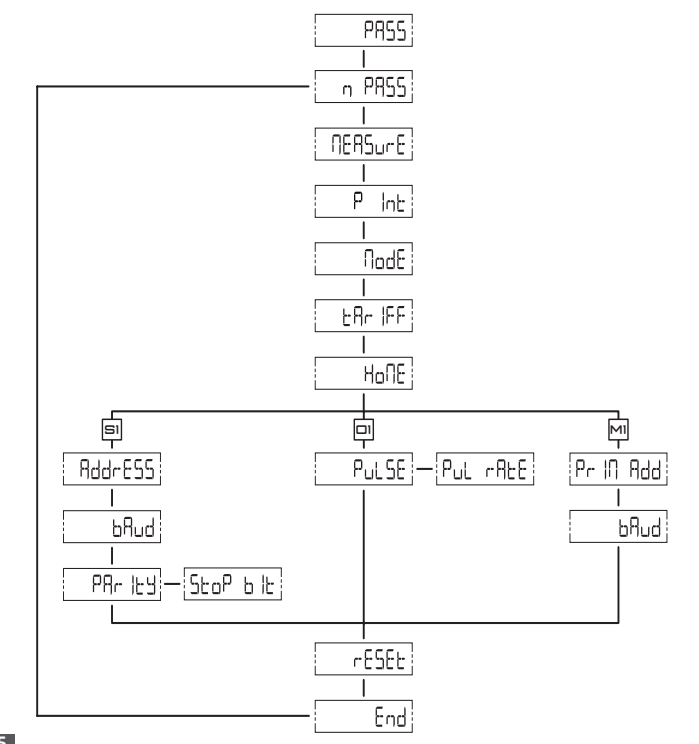 PASS
n PASS
MEASurE
P Int
ModE
tAr IFF
HoME
S1 O1 M1
AddrESS PuLSE PuL rAtE Pr IM Add
bAud bAud
PAr ItY StoP b It
rESEt
End